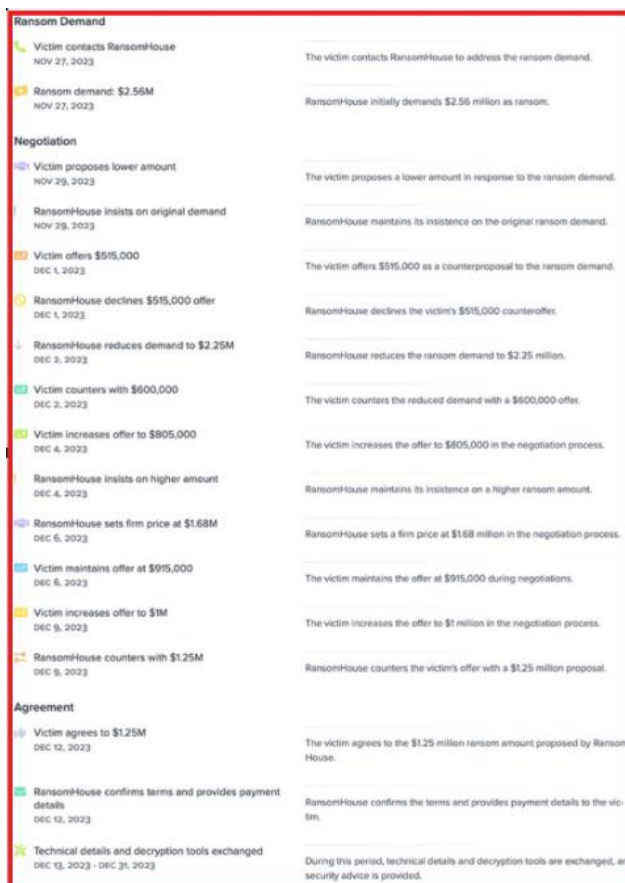 Ransom Demand
Victim contacts RansomHouse
NOV 27, 2023
The victim contacts RansomHouse to address the ransom demand.
Ransom demand: $2.56M
NOV 27, 2023
RansomHouse initially demands $2.56 million as ransom.
Negotiation
Victim proposes lower amount
NOV 29, 2023
The victim proposes a lower amount in response to the ransom demand.
RansomHouse insists on original demand
NOV 29, 2023
RansomHouse maintains its insistence on the original ransom demand.
Victim offers $515,000
DEC 1, 2023
The victim offers $515,000 as a counterproposal to the ransom demand.
RansomHouse declines $515,000 offer
DEC 1, 2023
RansomHouse declines the victim's $515,000 counteroffer.
RansomHouse reduces demand to $2.25M
DEC 2, 2023
RansomHouse reduces the ransom demand to $2.25 million.
Victim counters with $600,000
DEC 2, 2023
The victim counters the reduced demand with a $600,000 offer.
Victim increases offer to $805,000
DEC 4, 2023
The victim increases the offer to $805,000 in the negotiation process.
RansomHouse insists on higher amount
DEC 4, 2023
RansomHouse maintains its insistence on a higher ransom amount.
RansomHouse sets firm price at $1.68M
DEC 6, 2023
RansomHouse sets a firm price at $1.68 million in the negotiation process.
Victim maintains offer at $915,000
DEC 6, 2023
The victim maintains the offer at $915,000 during negotiations.
Victim increases offer to $1M
DEC 9, 2023
The victim increases the offer to $1 million in the negotiation process.
RansomHouse counters with $1.25M
DEC 9, 2023
RansomHouse counters the victim's offer with a $1.25 million proposal.
Agreement
Victim agrees to $1.25M
DEC 12, 2023
The victim agrees to the $1.25 million ransom amount proposed by Ransom
House.
RansomHouse confirms terms and provides payment
details
DEC 12, 2023
RansomHouse confirms the terms and provides payment details to the vic-
tim.
Technical details and decryption tools exchanged
DEC 13, 2023 - DEC 31, 2023
During this period, technical details and decryption tools are exchanged, an
security advice is provided.